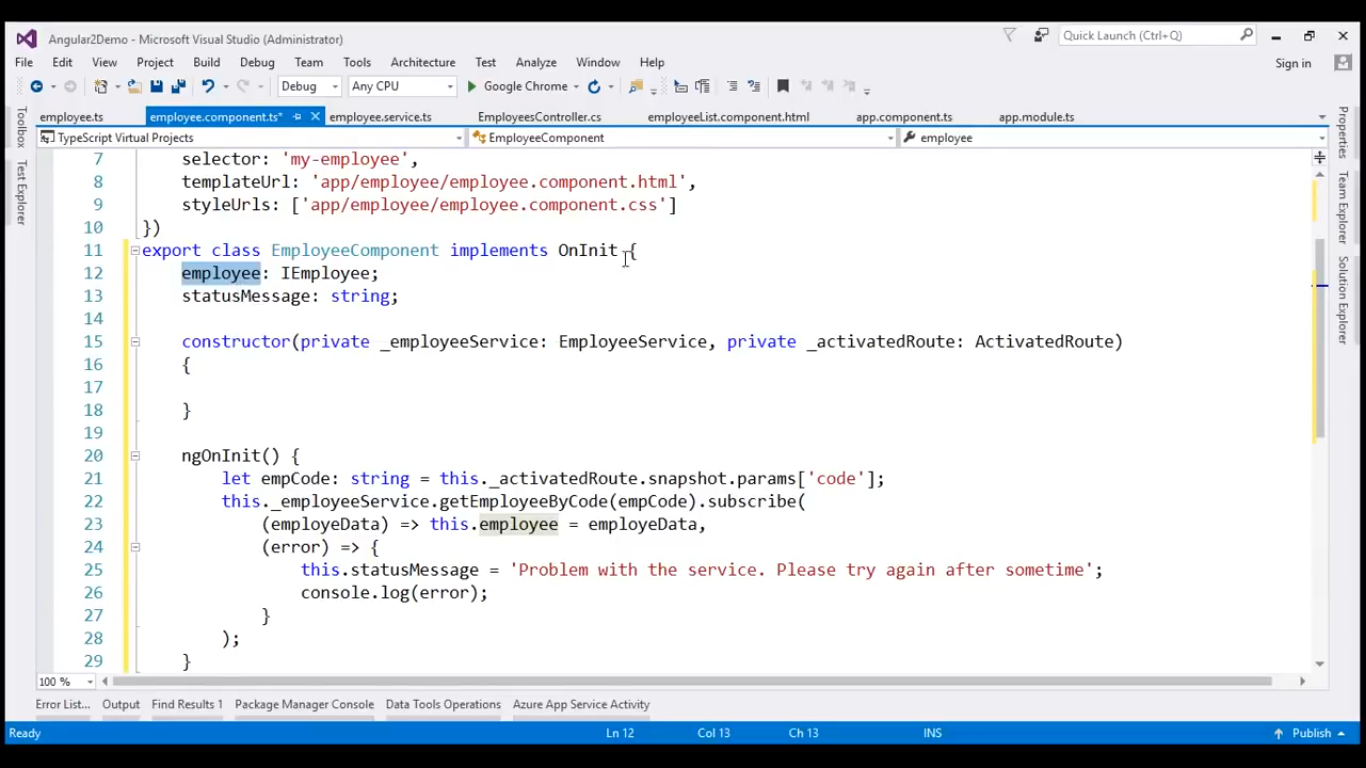 Angular2Demo - Microsoft Visual Studio (Administrator)
Quick Launch (Ctrl+Q)
File Edit View Project Build Debug Team Tools Architecture Test Analyze Window Help
Sign in
Debug Any CPU Google Chrome
employee.ts employee.component.ts* employee.service.ts EmployeesController.cs employeeList.component.html app.component.ts app.module.ts
TypeScript Virtual Projects EmployeeComponent employee
Toolbox
Test Explorer
7 selector: 'my-employee',
8 templateUrl: 'app/employee/employee.component.html',
9 styleUrls: ['app/employee/employee.component.css']
10 })
11 export class EmployeeComponent implements OnInit {
12 employee: IEmployee;
13 statusMessage: string;
14
15 constructor(private _employeeService: EmployeeService, private _activatedRoute: ActivatedRoute)
16 {
17
18 }
19
20 ngOnInit() {
21 let empCode: string = this._activatedRoute.snapshot.params['code'];
22 this._employeeService.getEmployeeByCode(empCode).subscribe(
23 (employeData) => this.employee = employeData,
24 (error) => {
25 this.statusMessage = 'Problem with the service. Please try again after sometime';
26 console.log(error);
27 }
28 );
29 }
Properties
Team Explorer
Solution Explorer
100 %
Error List... Output Find Results 1 Package Manager Console Data Tools Operations Azure App Service Activity
Ready Ln 12 Col 13 Ch 13 INS Publish